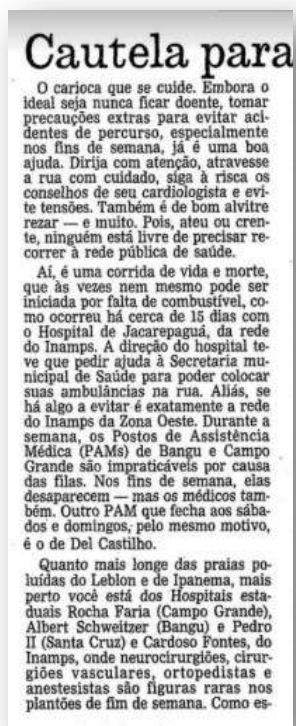 Cautela para
O carioca que se cuide. Embora o
ideal seja nunca ficar doente, tomar
precauções extras para evitar aci-
dentes de percurso, especialmente
nos fins de semana, já é uma boa
ajuda. Dirija com atenção, atravesse
a rua com cuidado, siga à risca os
conselhos de seu cardiologista e evi-
te tensões. Também é de bom alvitre
rezar — e muito. Pois, ateu ou cren-
te, ninguém está livre de precisar re-
correr à rede pública de saúde.
Aí, é uma corrida de vida e morte,
que às vezes nem mesmo pode ser
iniciada por falta de combustível, co-
mo ocorreu há cerca de 15 dias com
o Hospital de Jacarepaguá, da rede
do Inamps. A direção do hospital te-
ve que pedir ajuda à Secretaria mu-
nicipal de Saúde para poder colocar
suas ambulâncias na rua. Aliás, se
há algo a evitar é exatamente a rede
do Inamps da Zona Oeste. Durante a
semana, os Postos de Assistência
Médica (PAMs) de Bangu e Campo
Grande são impraticáveis por causa
das filas. Nos fins de semana, elas
desaparecem — mas os médicos tam-
bém. Outro PAM que fecha aos sába-
dos e domingos, pelo mesmo motivo,
é o de Del Castilho.
Quanto mais longe das praias po-
luídas do Leblon e de Ipanema, mais
perto você está dos Hospitais esta-
duais Rocha Faria (Campo Grande),
Albert Schweitzer (Bangu) e Pedro
II (Santa Cruz) e Cardoso Fontes, do
Inamps, onde neurocirurgiões, cirur-
giões vasculares, ortopedistas e
anestesistas são figuras raras nos
plantões de fim de semana. Como es-